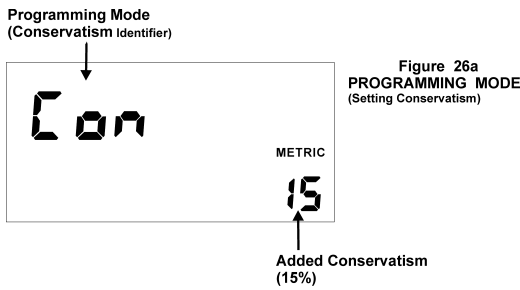 Programming Mode
(Conservatism Identifier)
Figure 26a
PROGRAMMING MODE
(Setting Conservatism)
Con
METRIC
15
Added Conservatism
(15%)